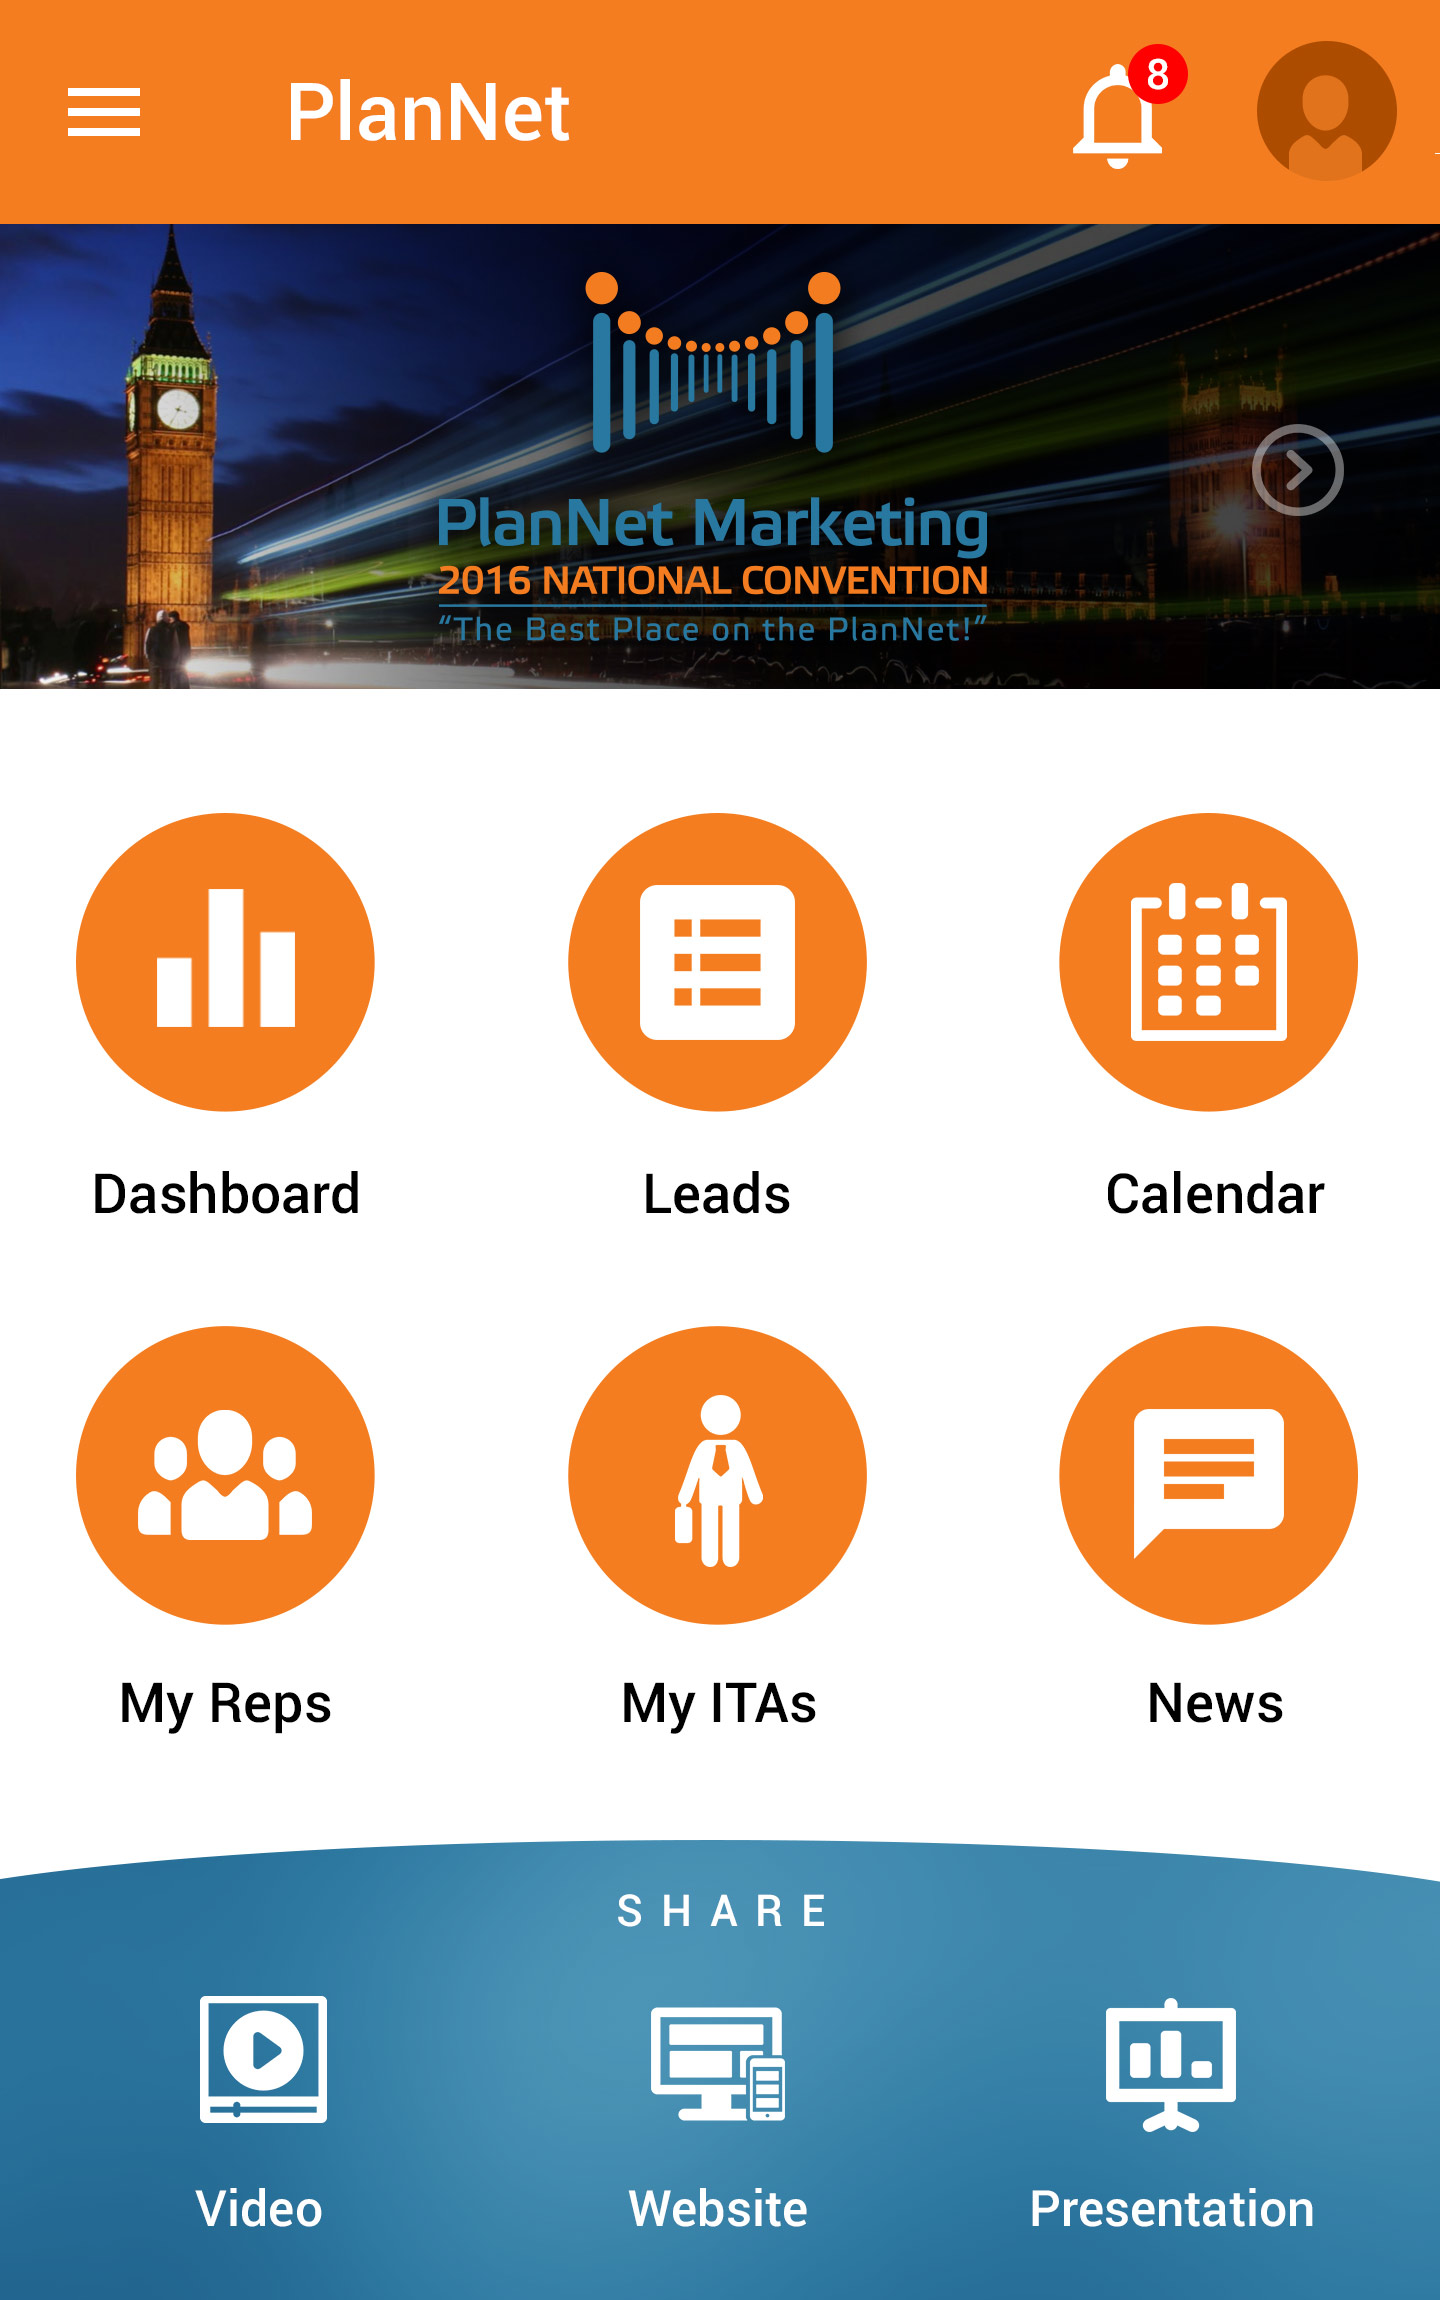 PlanNet
8
PlanNet Marketing
2016 NATIONAL CONVENTION
“The Best Place on the PlanNet!”
Dashboard
Leads
Calendar
My Reps
My ITAs
News
SHARE
Video
Website
Presentation